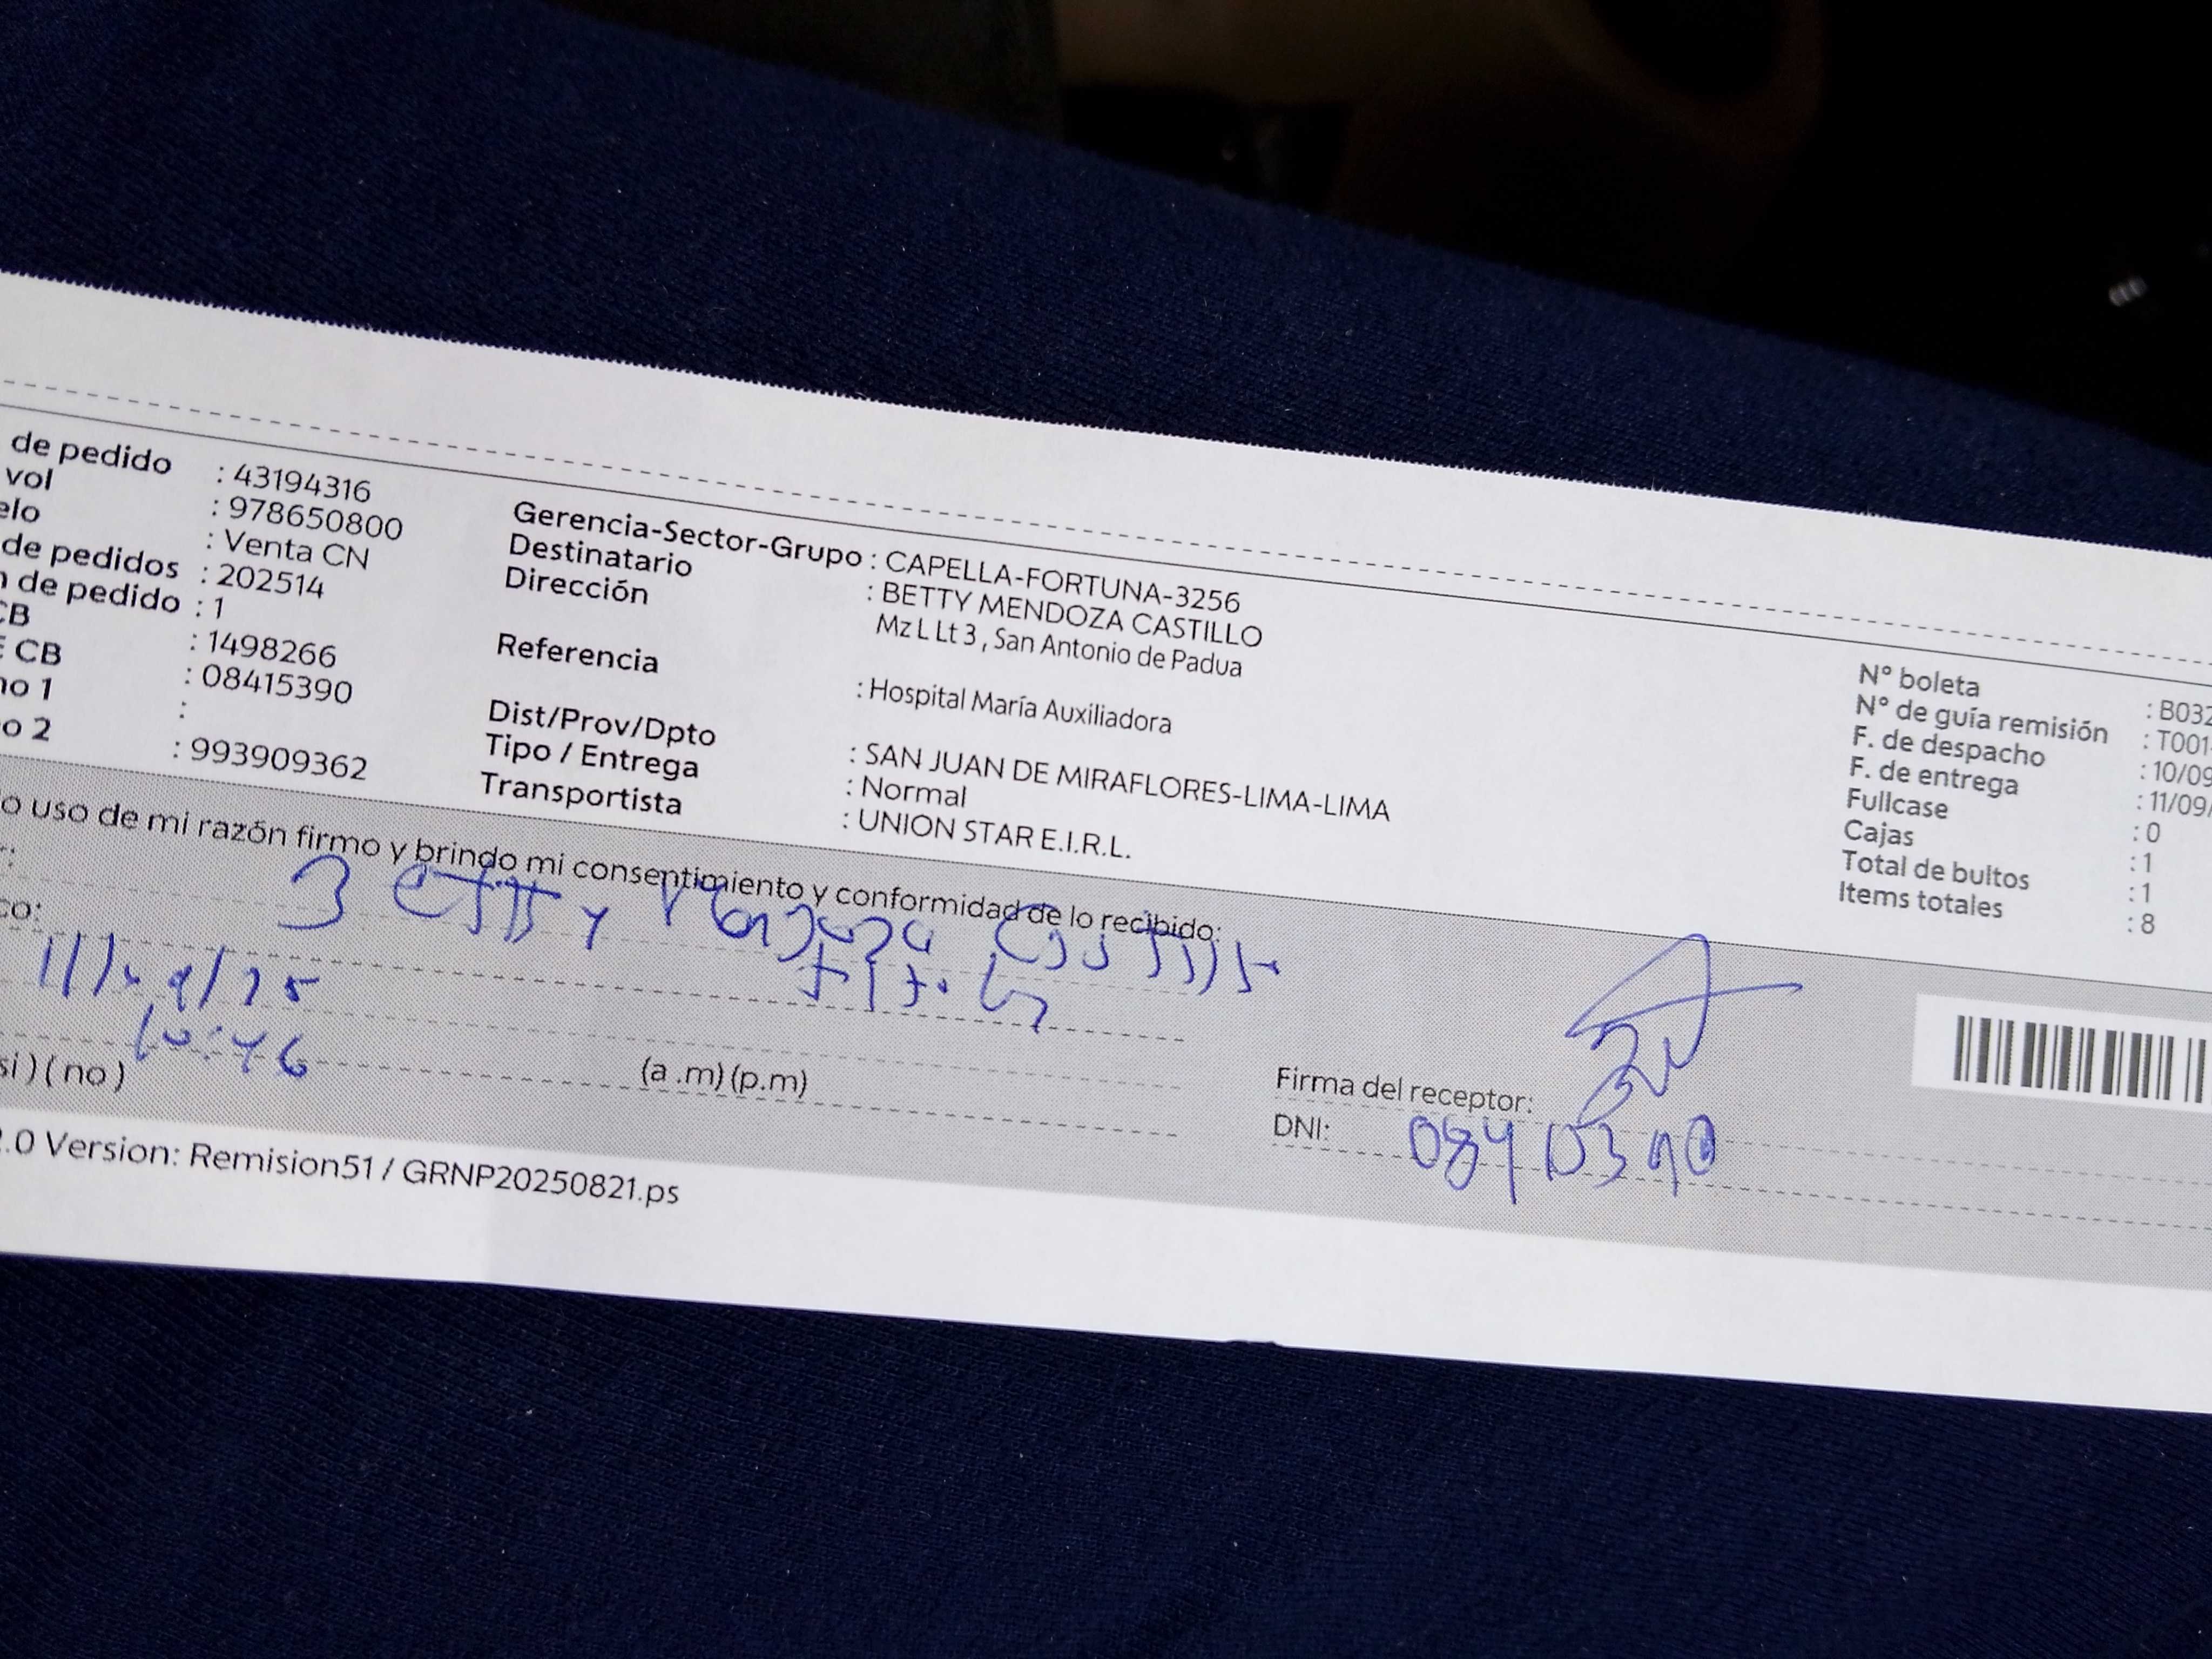 de pedido : 43194316
vol : 978650800
elo : Venta CN
de pedidos : 202514
n de pedido : 1
CB : 1498266
E CB : 08415390
no 1 :
o 2 : 993909362
Gerencia-Sector-Grupo : CAPELLA-FORTUNA-3256
Destinatario : BETTY MENDOZA CASTILLO
Dirección Mz L Lt 3 , San Antonio de Padua
Referencia : Hospital María Auxiliadora
Dist/Prov/Dpto : SAN JUAN DE MIRAFLORES-LIMA-LIMA
Tipo / Entrega : Normal
Transportista : UNION STAR E.I.R.L.
N° boleta : B032
N° de guía remisión : T001-
F. de despacho : 10/09
F. de entrega : 11/09/
Fullcase : 0
Cajas : 1
Total de bultos : 1
Items totales : 8
o uso de mi razón firmo y brindo mi consentimiento y conformidad de lo recibido:
co:
10:46
(a .m) (p.m)
si ) ( no )
Firma del receptor:
DNI:
.0 Version: Remision51 / GRNP20250821.ps